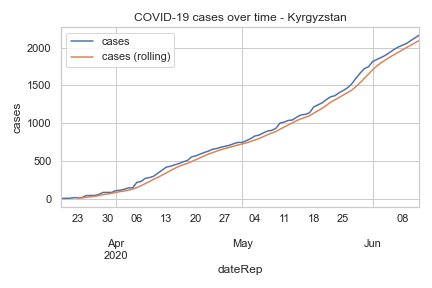 COVID-19 cases over time - Kyrgyzstan
cases
cases (rolling)
2000
1500
1000
500
0
cases
23 30 06 13 20 27 04 11 18 25 08
Apr May Jun
2020
dateRep